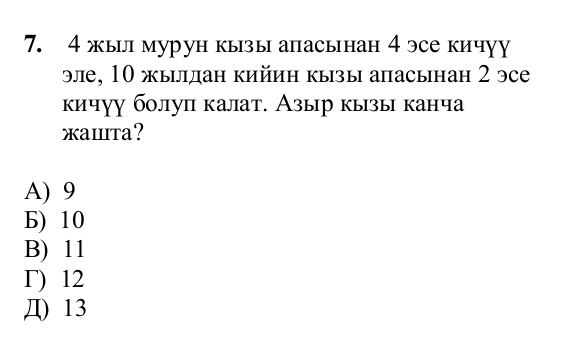 7. 4 жыл мурун кызы апасынан 4 эсе кичүү
эле, 10 жылдан кийин кызы апасынан 2 эсе
кичүү болуп калат. Азыр кызы канча
жашта?
А) 9
Б) 10
В) 11
Г) 12
Д) 13